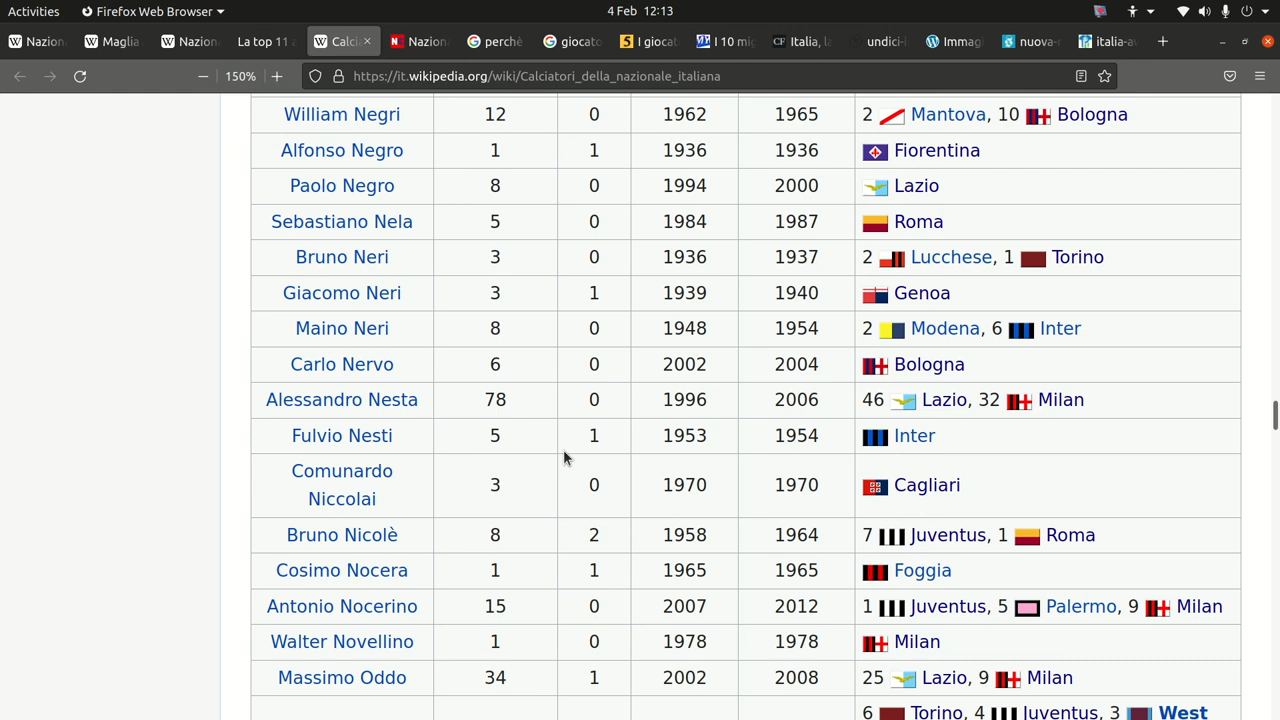 Activities Firefox Web Browser 4 Feb 12:13
Nazion Maglia Nazion La top 11 Calcia Nazion perchè giocato I giocat I 10 mig Italia, la undici-i Immagi nuova-r italia-av
150% https://it.wikipedia.org/wiki/Calciatori_della_nazionale_italiana
William Negri 12 0 1962 1965 2 Mantova, 10 Bologna
Alfonso Negro 1 1 1936 1936 Fiorentina
Paolo Negro 8 0 1994 2000 Lazio
Sebastiano Nela 5 0 1984 1987 Roma
Bruno Neri 3 0 1936 1937 2 Lucchese, 1 Torino
Giacomo Neri 3 1 1939 1940 Genoa
Maino Neri 8 0 1948 1954 2 Modena, 6 Inter
Carlo Nervo 6 0 2002 2004 Bologna
Alessandro Nesta 78 0 1996 2006 46 Lazio, 32 Milan
Fulvio Nesti 5 1 1953 1954 Inter
Comunardo
Niccolai 3 0 1970 1970 Cagliari
Bruno Nicolè 8 2 1958 1964 7 Juventus, 1 Roma
Cosimo Nocera 1 1 1965 1965 Foggia
Antonio Nocerino 15 0 2007 2012 1 Juventus, 5 Palermo, 9 Milan
Walter Novellino 1 0 1978 1978 Milan
Massimo Oddo 34 1 2002 2008 25 Lazio, 9 Milan
6 Torino, 4 Juventus, 3 West